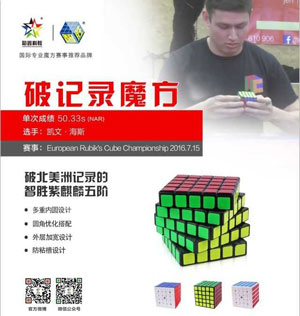 智胜魔方
国际专业魔方赛事推荐品牌
破记录魔方
单次成绩 50.33s (NAR)
选手：凯文·海斯
赛事：European Rubik's Cube Championship 2016.7.15
破北美洲记录的
智胜紫麒麟五阶
• 多重内圆设计
• 圆角优化搭配
• 外层加宽设计
• 防粘槽设计
官方微博
微信公众号